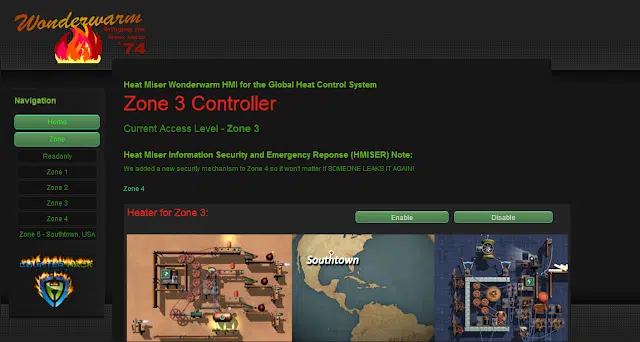 Wonderwarm
Bringing you
'74
Heat Miser Wonderwarm HMI for the Global Heat Control System
Zone 3 Controller
Current Access Level - Zone 3
Navigation
Home
Zone
Readonly
Zone 1
Zone 2
Zone 3
Zone 4
Zone 5 - Southtown, USA
Heat Miser Information Security and Emergency Reponse (HMISER) Note:
We added a new security mechanism to Zone 4 so it won't matter if SOMEONE LEAKS IT AGAIN!
Zone 4
Heater for Zone 3:
Enable
Disable
Southtown